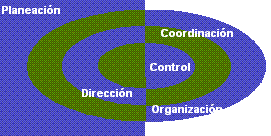 Planeación
Coordinación
Control
Dirección
Organización